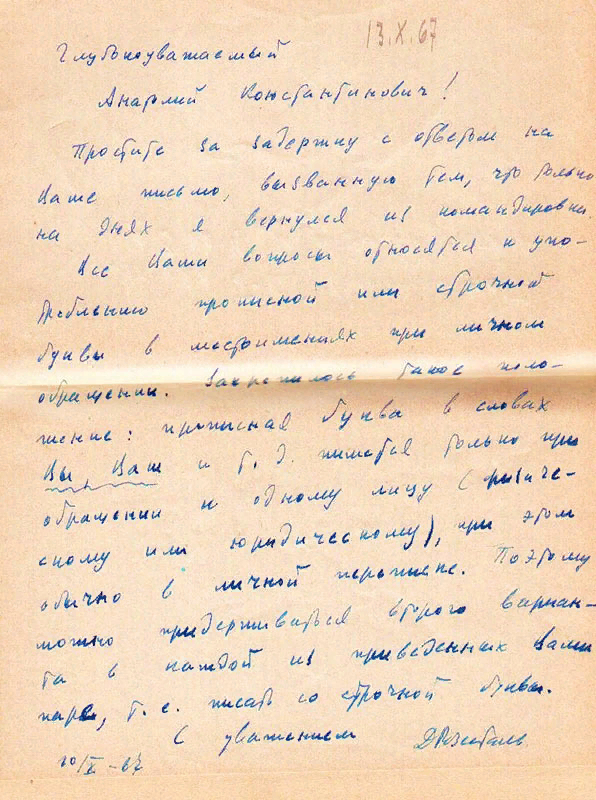 13.X.67
Глубокоуважаемый
Анатолий Константинович!
Простите за задержку с ответом на
Ваше письмо, вызванную тем, что только
на днях я вернулся из командировки.
Все Ваши вопросы относятся к упо-
треблению прописной или строчной
буквы в местоимениях при личном
обращении. Закрепилось такое поло-
жение: прописная буква в словах
Вы, Ваш и т. д. пишется только при
обращении к одному лицу (физиче-
скому или юридическому), при этом
обычно в личной переписке. Поэтому
можно придерживаться второго вариан-
та в каждой из приведенных Вами
пар, т. е. писать со строчной буквы.
С уважением ДРозенталь
10/X-67